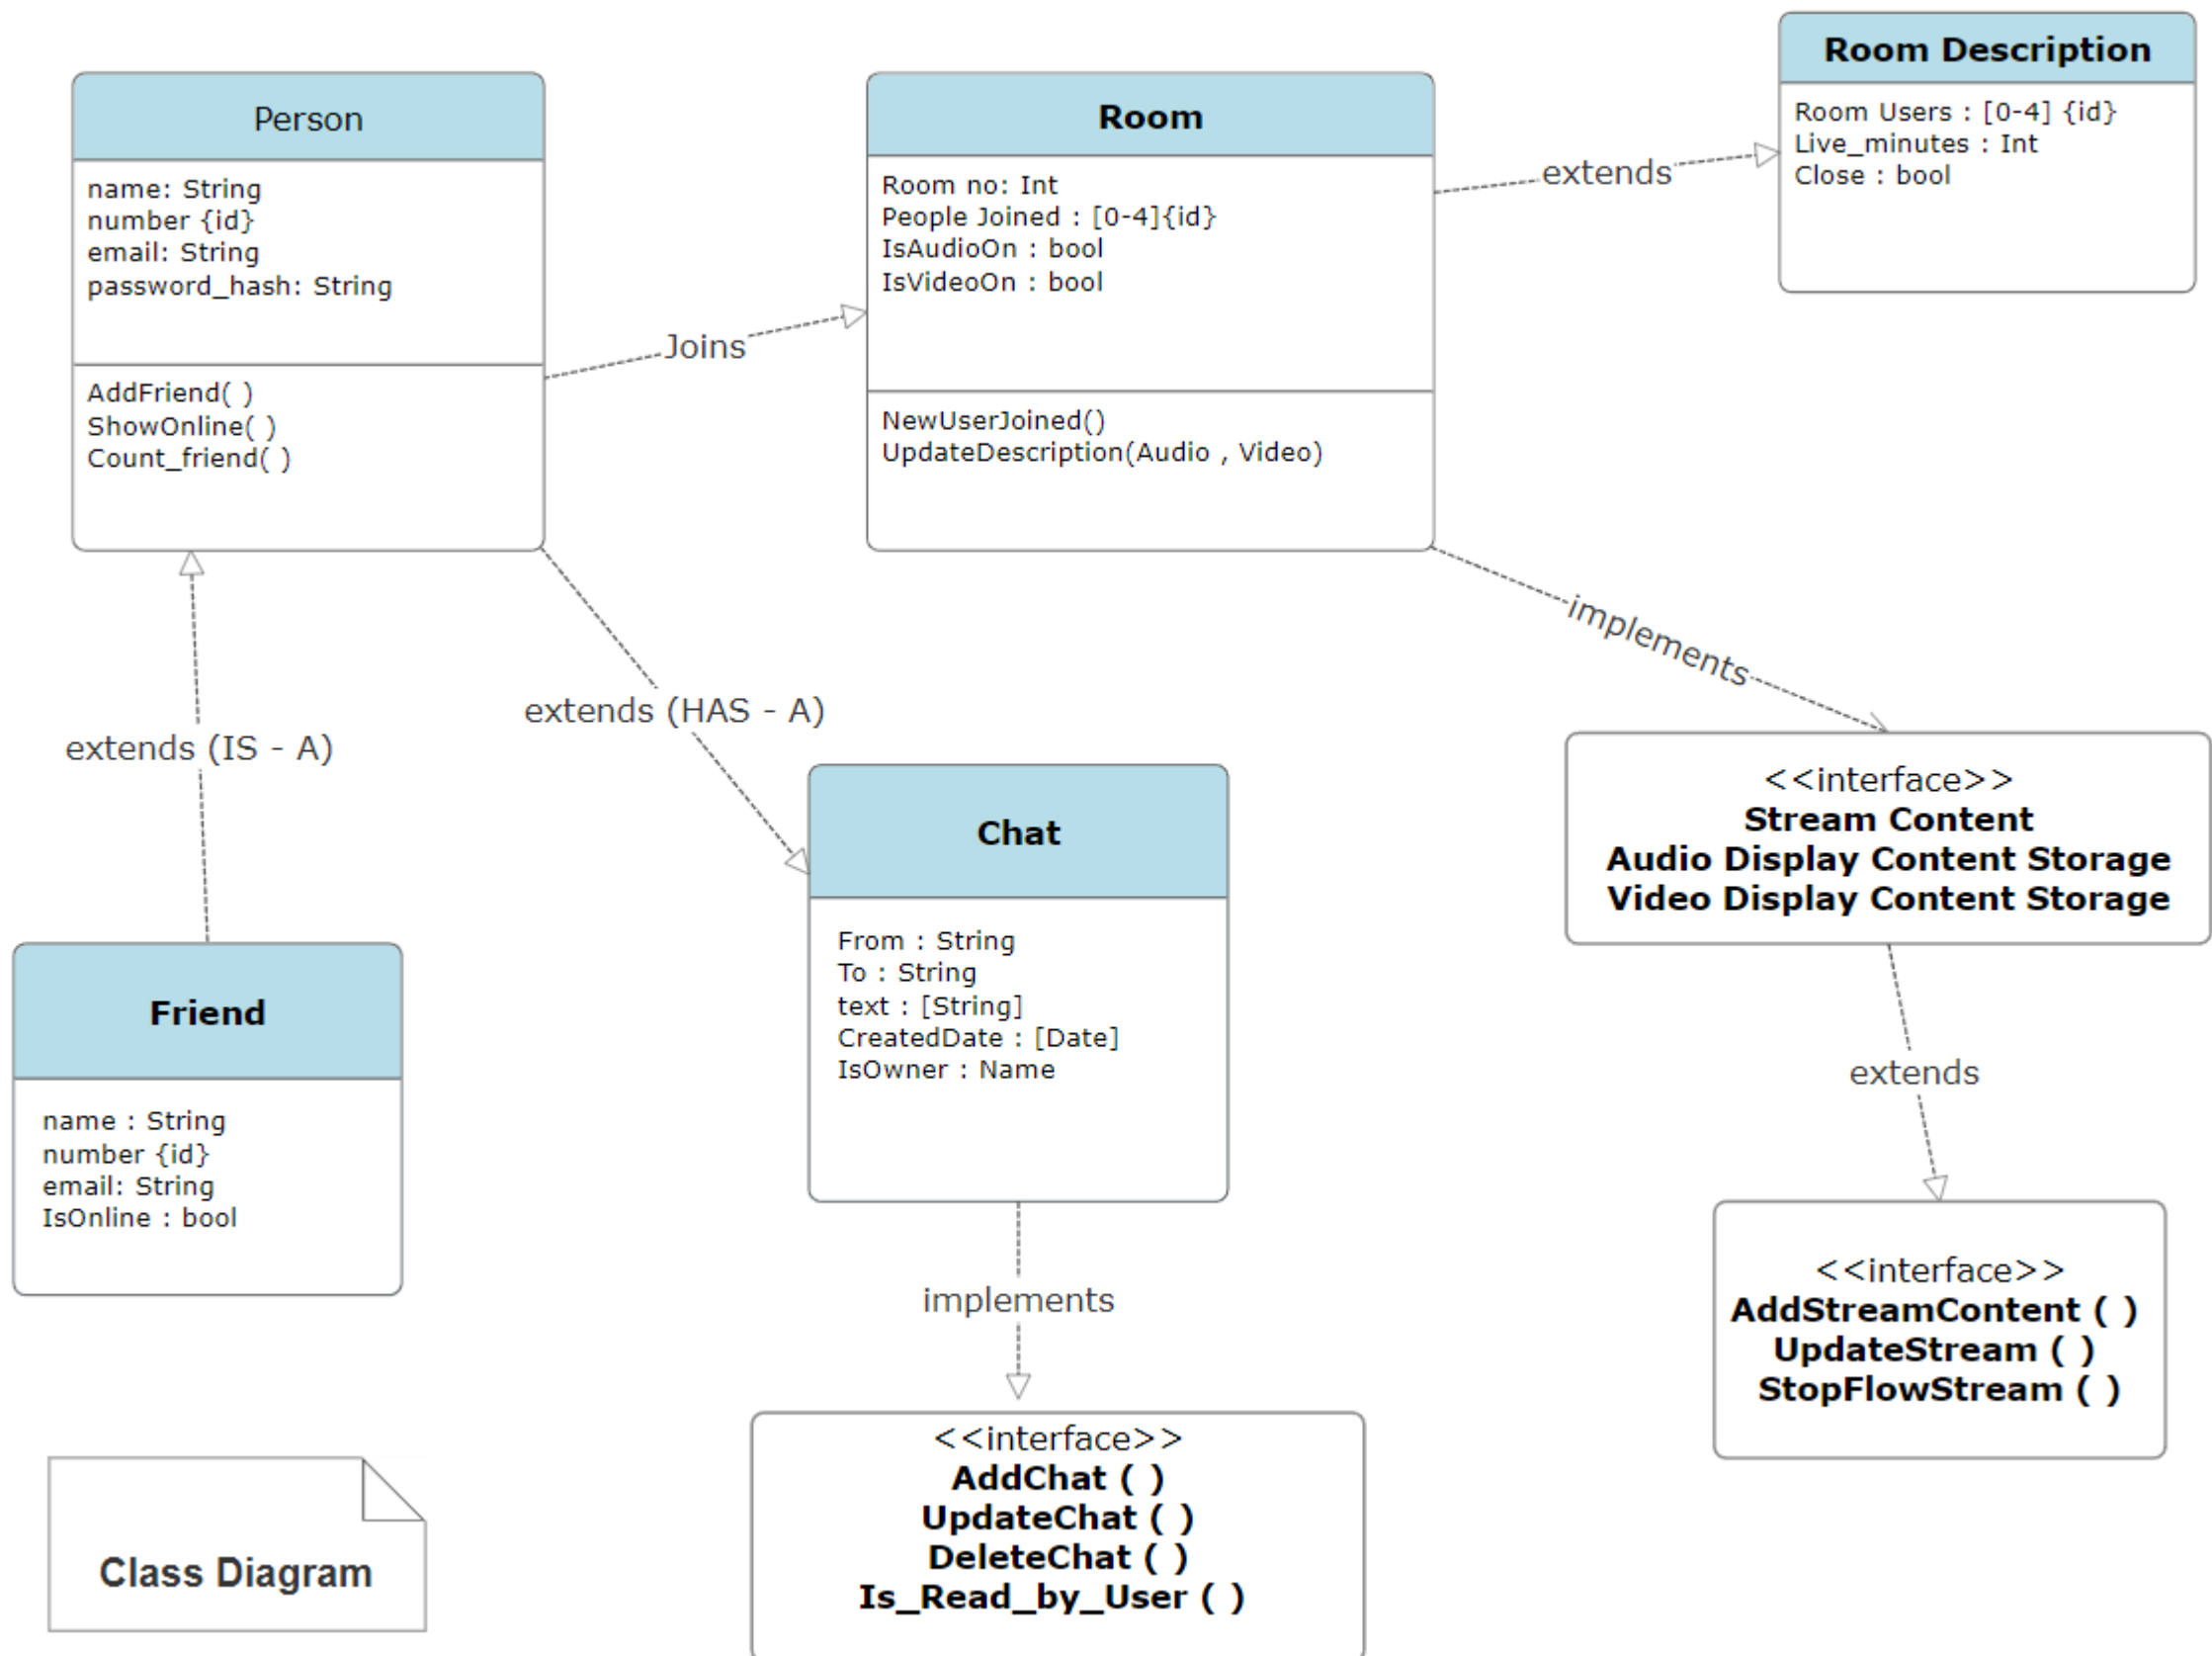 Person
name: String
number {id}
email: String
password_hash: String
AddFriend( )
ShowOnline( )
Count_friend( )
Joins
Room
Room no: Int
People Joined : [0-4]{id}
IsAudioOn : bool
IsVideoOn : bool
NewUserJoined()
UpdateDescription(Audio , Video)
extends
Room Description
Room Users : [0-4] {id}
Live_minutes : Int
Close : bool
implements
extends (HAS - A)
extends (IS - A)
Friend
name : String
number {id}
email: String
IsOnline : bool
Chat
From : String
To : String
text : [String]
CreatedDate : [Date]
IsOwner : Name
implements
<<interface>>
AddChat ( )
UpdateChat ( )
DeleteChat ( )
Is_Read_by_User ( )
<<interface>>
Stream Content
Audio Display Content Storage
Video Display Content Storage
extends
<<interface>>
AddStreamContent ( )
UpdateStream ( )
StopFlowStream ( )
Class Diagram